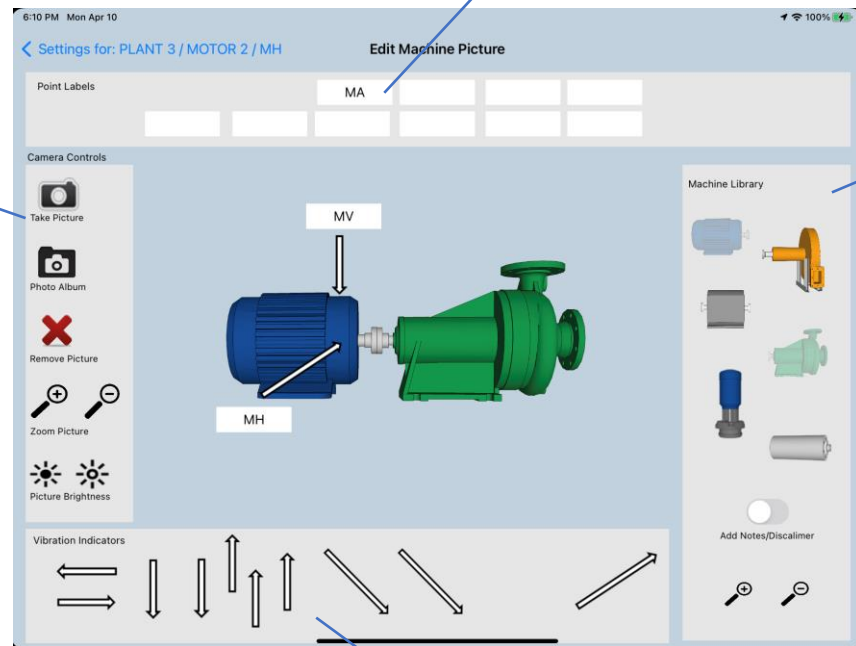 6:10 PM Mon Apr 10
100%
Settings for: PLANT 3 / MOTOR 2 / MH
Edit Machine Picture
Point Labels
MA
Camera Controls
Take Picture
Photo Album
Remove Picture
Zoom Picture
Picture Brightness
MV
MH
Machine Library
Add Notes/Discalimer
Vibration Indicators